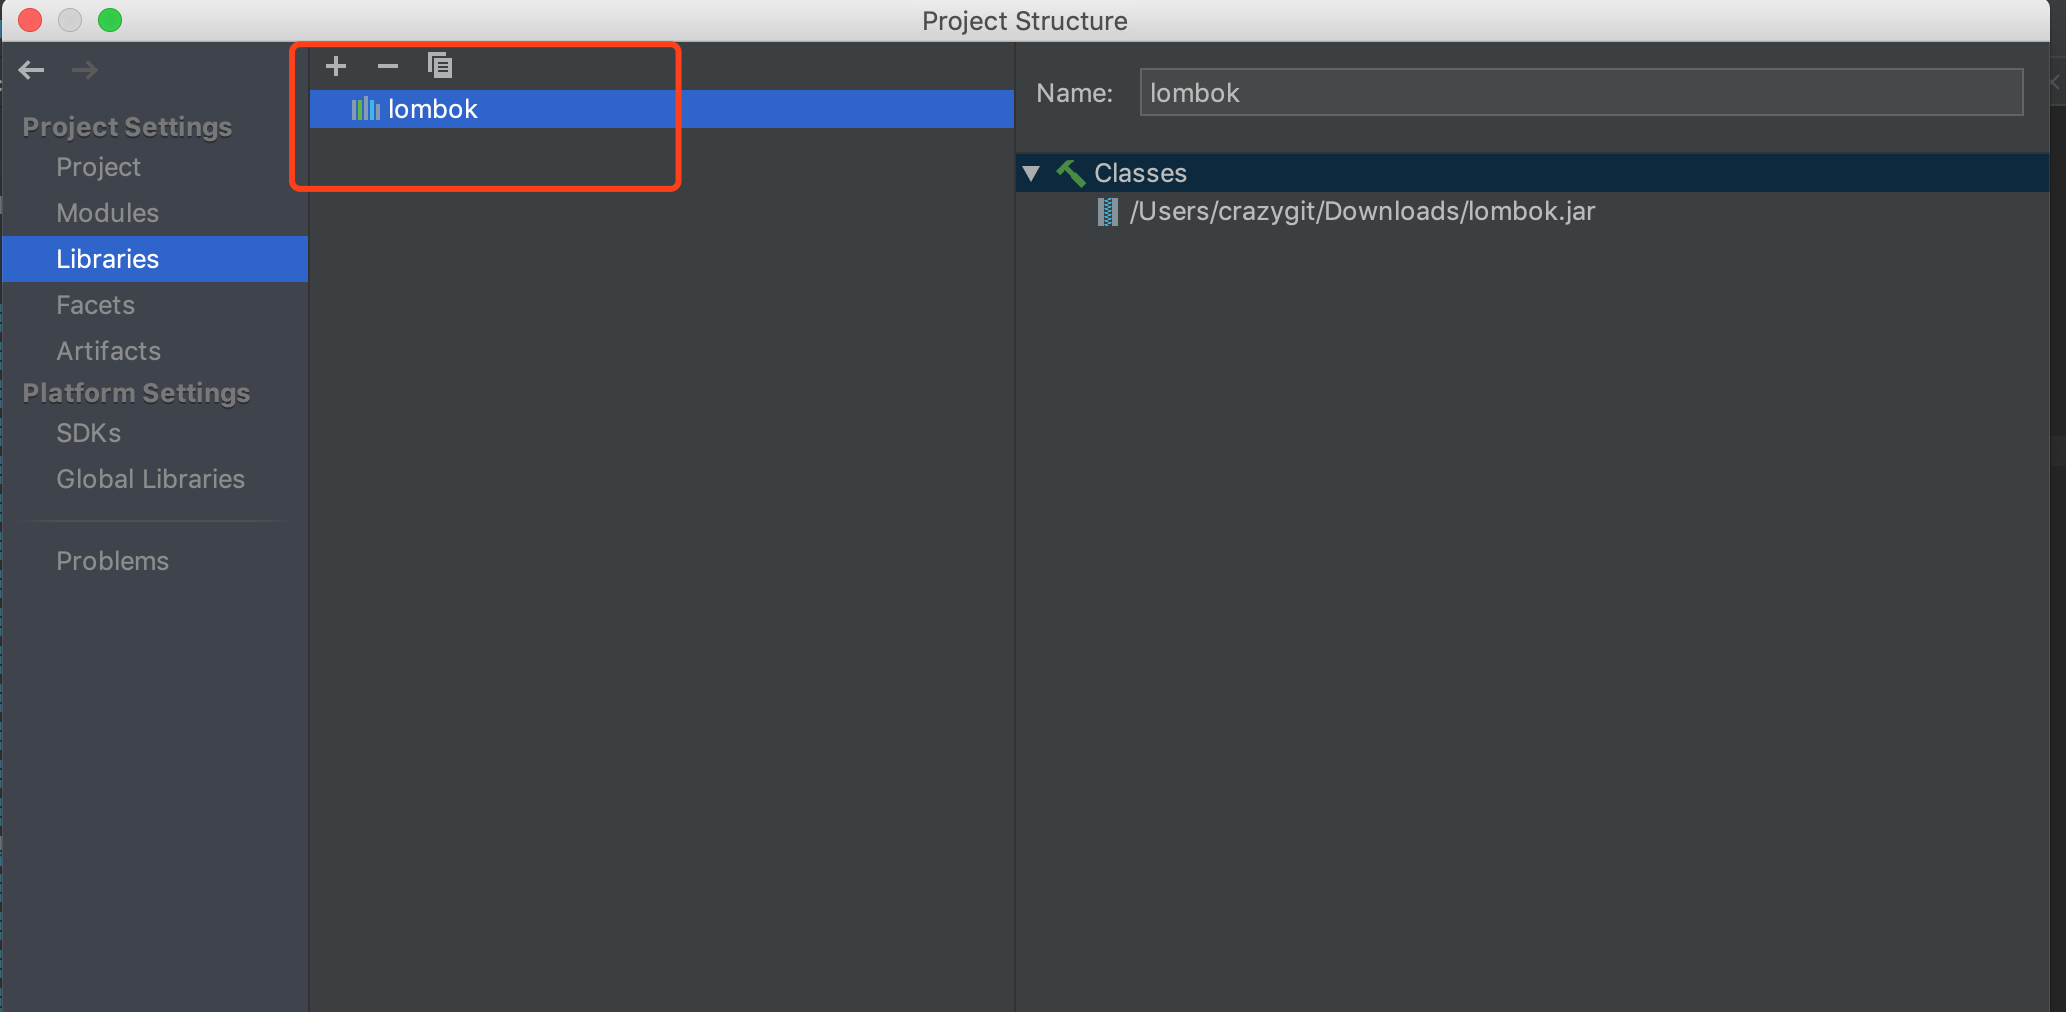 Project Structure
Project Settings
Project
Modules
Libraries
Facets
Artifacts
Platform Settings
SDKs
Global Libraries
Problems
lombok
Name: lombok
Classes
/Users/crazygit/Downloads/lombok.jar